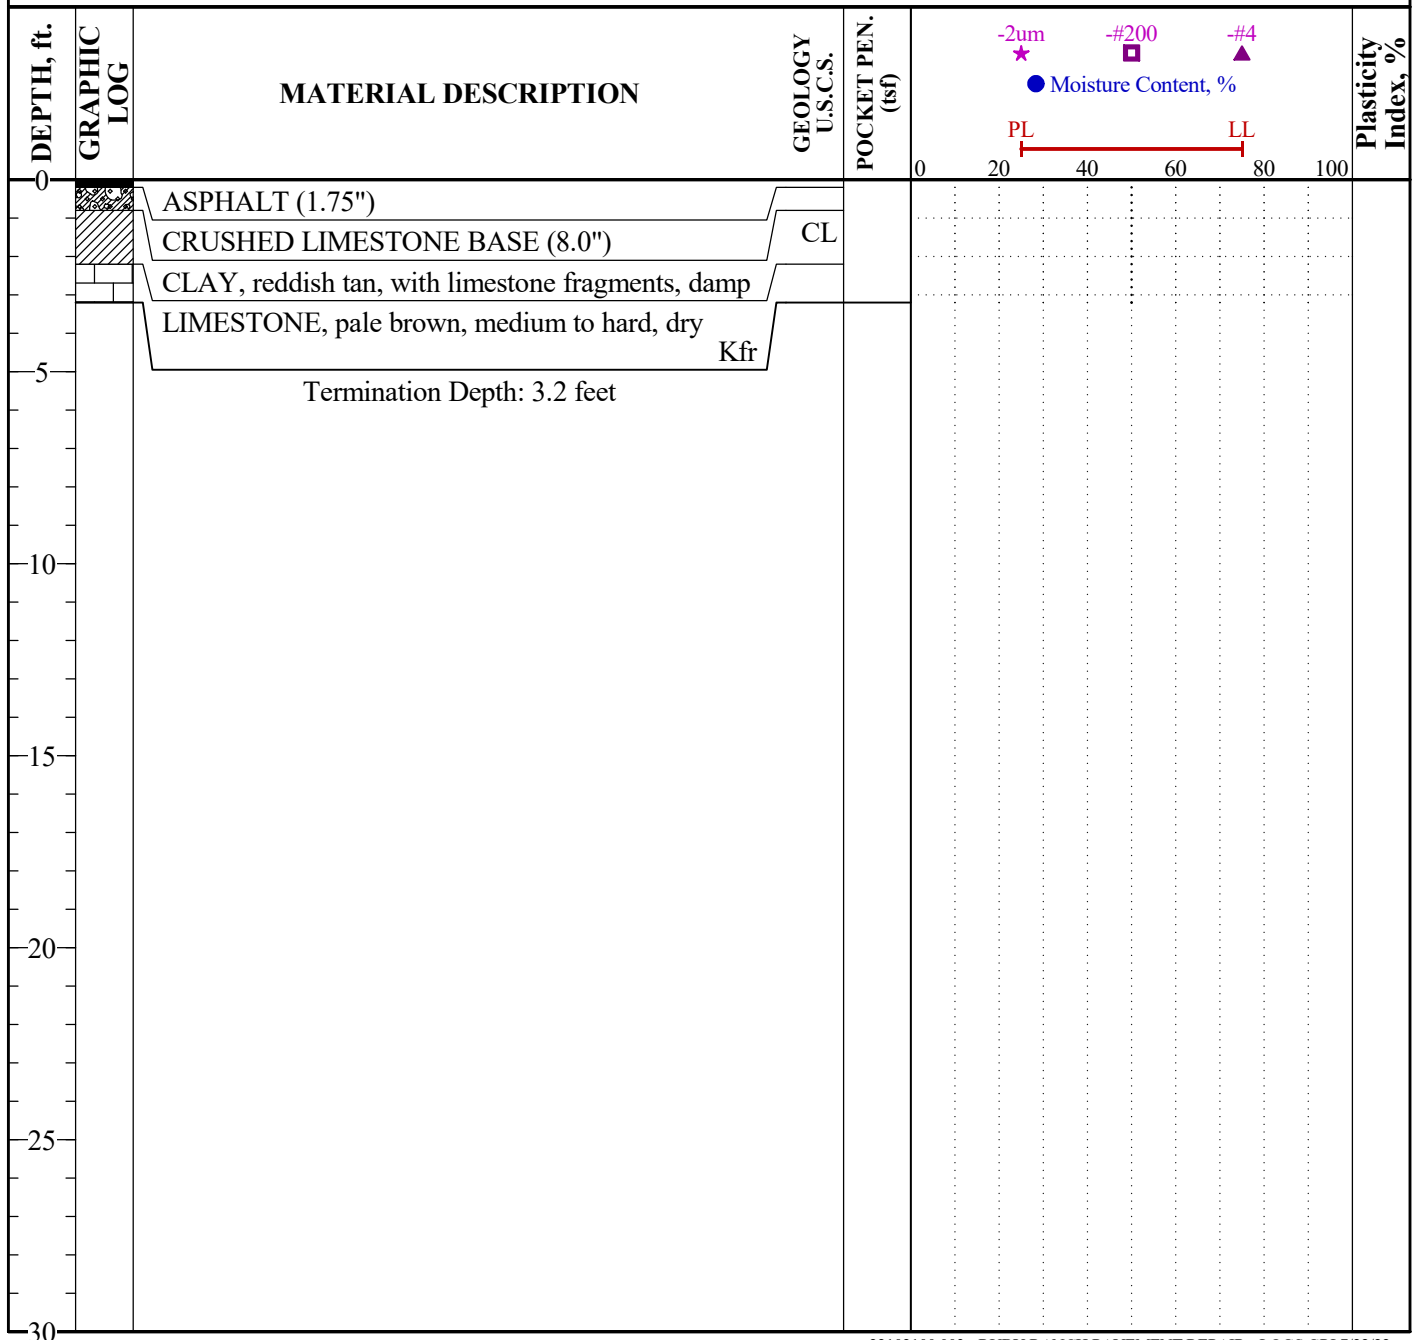 DEPTH, ft.
GRAPHIC
LOG
MATERIAL DESCRIPTION
GEOLOGY
U.S.C.S.
POCKET PEN.
(tsf)
-2um -#200 -#4
Moisture Content, %
PL LL
0 20 40 60 80 100
Plasticity
Index, %
0
ASPHALT (1.75")
CRUSHED LIMESTONE BASE (8.0")
CL
CLAY, reddish tan, with limestone fragments, damp
LIMESTONE, pale brown, medium to hard, dry
Kfr
5
Termination Depth: 3.2 feet
10
15
20
25
30